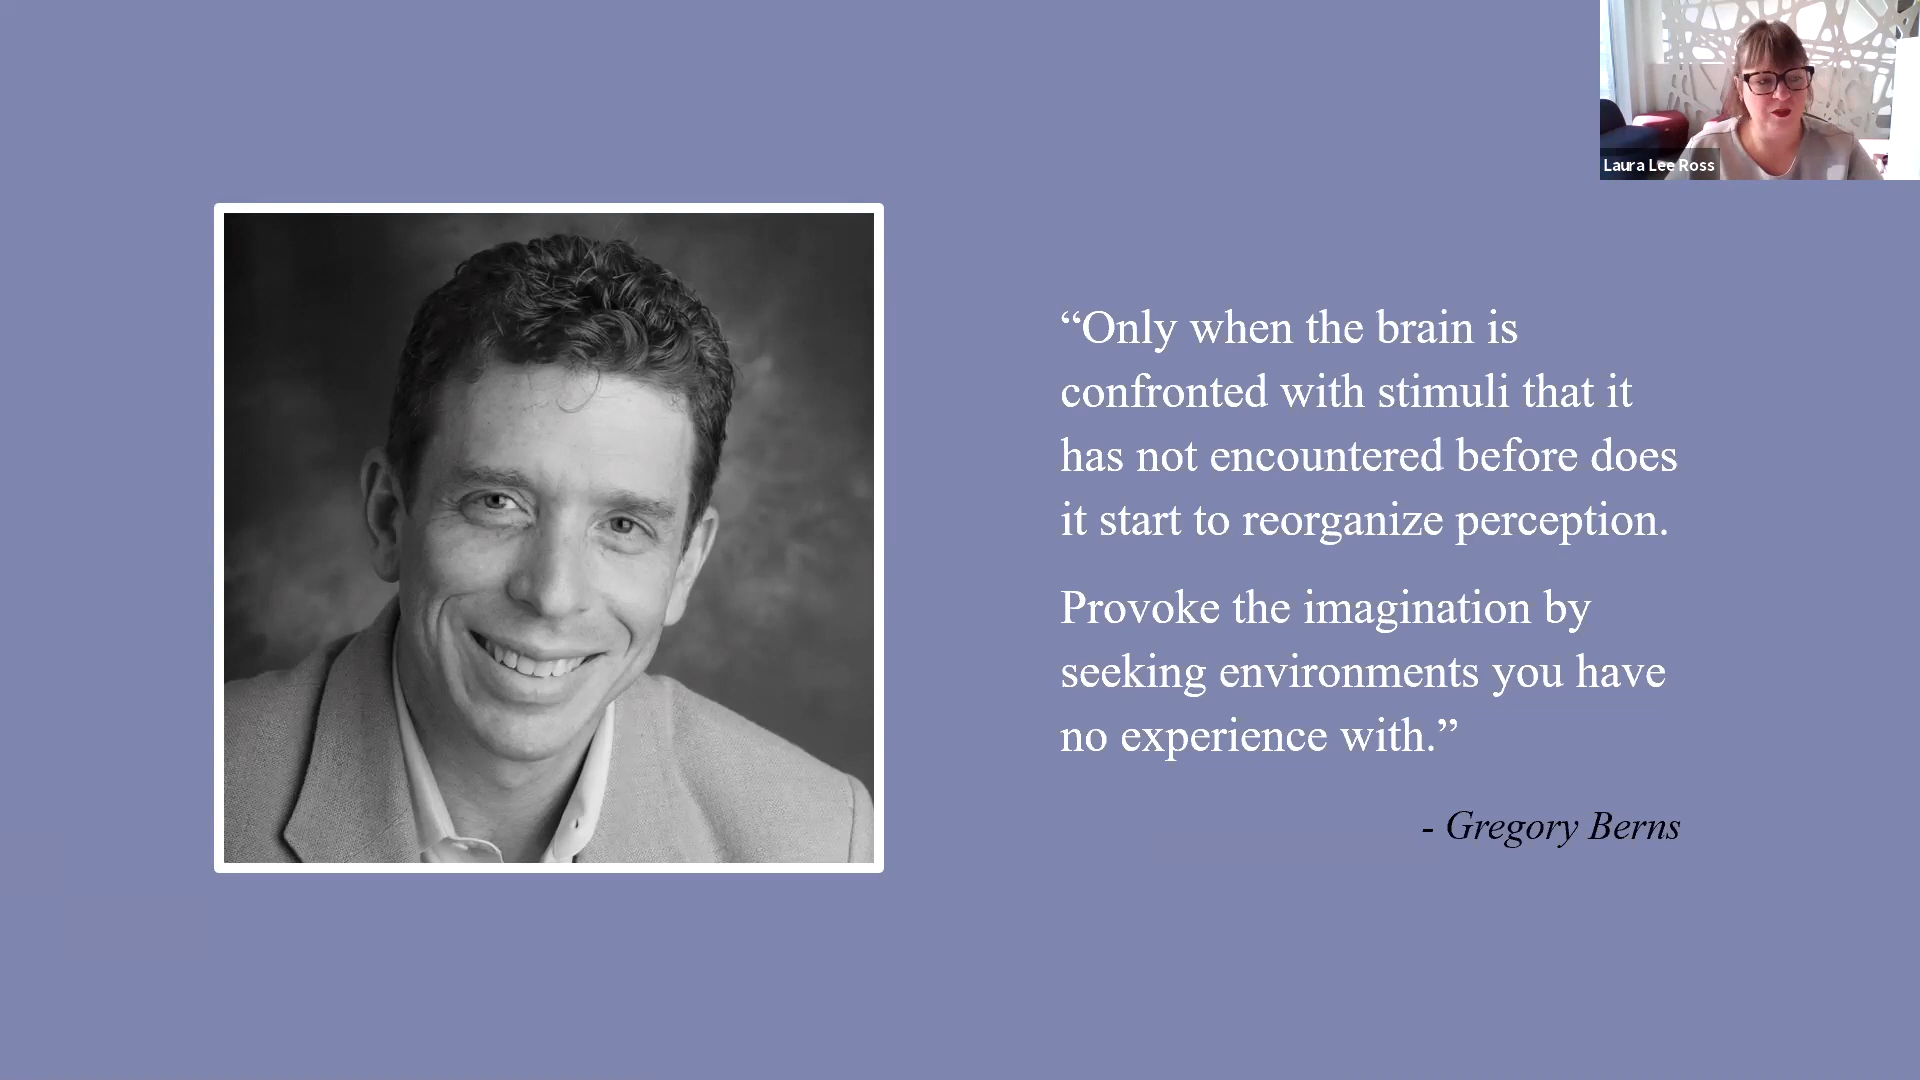 Laura Lee Ross
“Only when the brain is
confronted with stimuli that it
has not encountered before does
it start to reorganize perception.
Provoke the imagination by
seeking environments you have
no experience with.”
- Gregory Berns